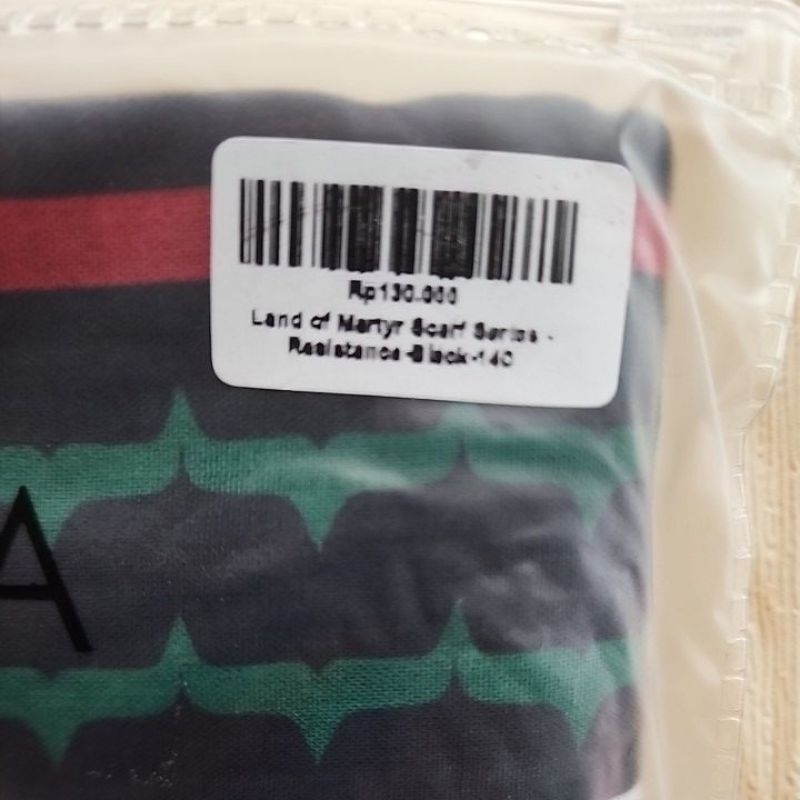 Rp130.000
Land of Martyr Scarf Series -
Resistance-Black-140
A